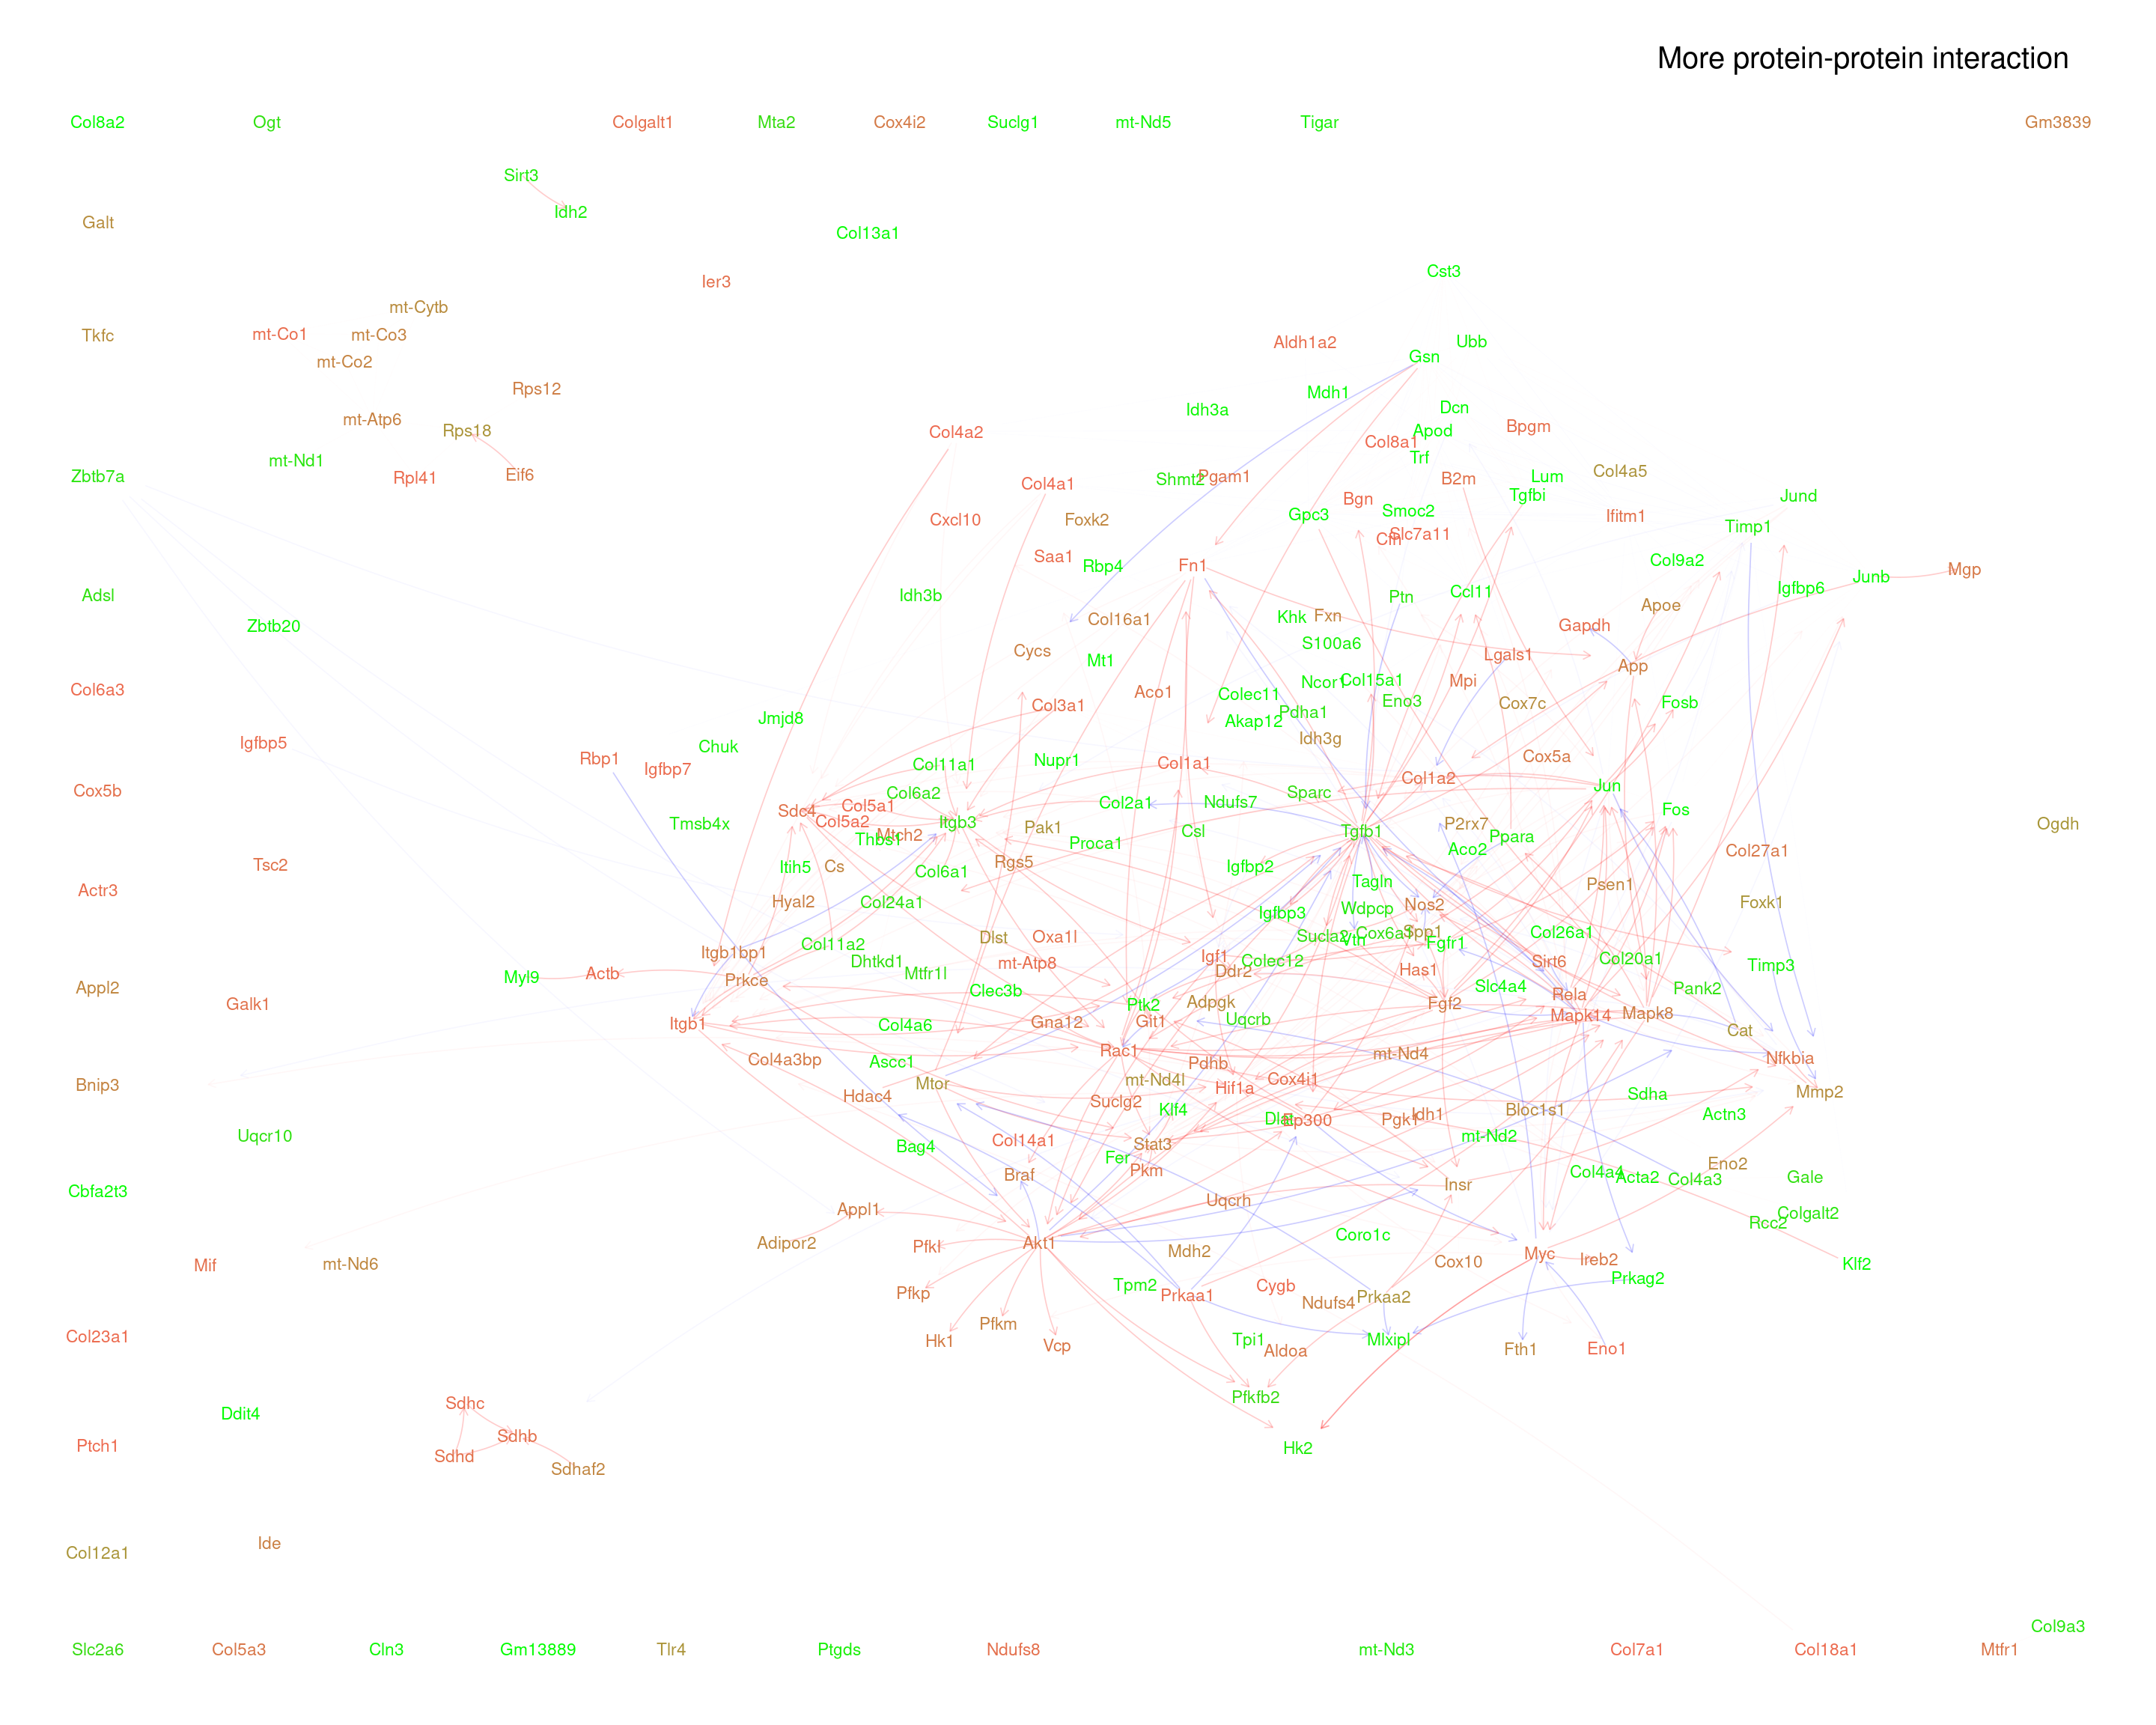 More protein-protein interaction
Col8a2 Ogt Colgalt1 Mta2 Cox4i2 Suclg1 mt-Nd5 Tigar Gm3839
Sirt3
Idh2
Galt
Col13a1
Cst3
Ier3
mt-Cytb
Tkfc mt-Co1 mt-Co3 Aldh1a2 Ubb
mt-Co2 Gsn
Rps12 Mdh1
Idh3a Dcn
mt-Atp6 Rps18 Col4a2 Apod Bpgm
Col8a1
mt-Nd1 Trf
Zbtb7a Rpl41 Eif6 Col4a1 Shmt2 Pgam1 B2m Lum Col4a5
Bgn Tgfbi Jund
Cxcl10 Foxk2 Gpc3 Smoc2 Ifitm1 Timp1
Slc7a11
Saa1 Rbp4 Fn1 Col9a2 Junb Mgp
Adsl Idh3b Ptn Ccl11 Igfbp6
Zbtb20 Col16a1 Khk Fxn Gapdh Apoe
Cycs Mt1 S100a6 Lgals1 App
Col6a3 Aco1 Colec11 Ncor1 Col15a1 Mpi
Jmjd8 Col3a1 Akap12 Pdha1 Eno3 Cox7c Fosb
Igfbp5 Chuk Idh3g
Rbp1 Igfbp7 Col11a1 Nupr1 Col1a1 Col1a2 Cox5a
Cox5b Col6a2 Sparc Jun
Sdc4 Col5a1 Col2a1 Ndufs7 Fos
Tmsb4x Col5a2 Itgb3 Pak1 Csl Tgfb1 P2rx7 Ppara Ogdh
Thbs1 Mtch2 Proca1 Aco2 Col27a1
Tsc2 Itih5 Cs Col6a1 Rgs5 Igfbp2
Actr3 Tagln Psen1
Hyal2 Col24a1 Igfbp3 Wdpcp Nos2 Foxk1
Itgb1bp1 Col11a2 Dlst Oxa1l Sucla2 Vtn Cox6a1 Spp1 Fgfr1 Col26a1
Myl9 Actb Prkce Dhtkd1 Mtfr1l mt-Atp8 Igf1 Ddr2 Colec12 Has1 Sirt6 Col20a1 Timp3
Appl2 Galk1 Clec3b Ptk2 Adpgk Fgf2 Slc4a4 Rela Pank2
Itgb1 Col4a6 Gna12 Git1 Uqcrb Mapk14 Mapk8 Cat
Col4a3bp Ascc1 Rac1 Pdhb mt-Nd4 Nfkbia
Bnip3 Hdac4 Mtor mt-Nd4l Hif1a Cox4i1 Sdha Mmp2
Suclg2 Klf4 Ep300 Pgk1 Idh1 Bloc1s1 Actn3
Uqcr10 Bag4 Col14a1 Stat3 mt-Nd2
Fer Pkm
Cbfa2t3 Braf Insr Col4a4 Acta2 Col4a3 Eno2 Gale
Appl1 Uqcrh Rcc2 Colgalt2
Adipor2 Pfkl Akt1 Mdh2 Coro1c Myc
Mif mt-Nd6 Cox10 Ireb2 Klf2
Pfkp Tpm2 Prkaa1 Cygb Prkaa2 Prkag2
Ndufs4
Col23a1 Hk1 Pfkm Vcp Tpi1 Aldoa Mlxipl Fth1 Eno1
Sdhc Pfkfb2
Ddit4
Ptch1 Sdhb Hk2
Sdhd Sdhaf2
Col12a1 Ide
Col9a3
Slc2a6 Col5a3 Cln3 Gm13889 Tlr4 Ptgds Ndufs8 mt-Nd3 Col7a1 Col18a1 Mtfr1